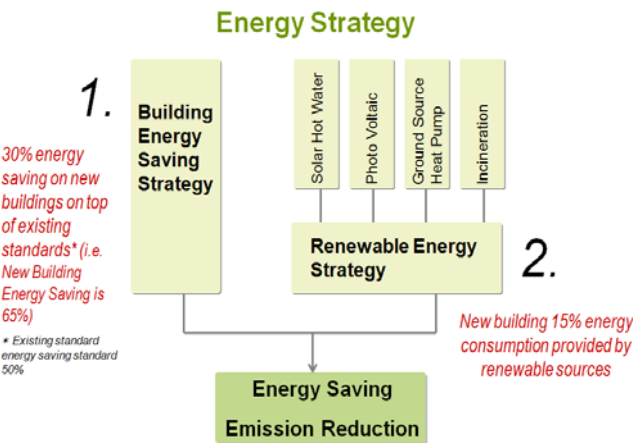 Energy Strategy
1.
30% energy
saving on new
buildings on top
of existing
standards* (i.e.
New Building
Energy Saving is
65%)
* Existing standard
energy saving standard
50%
Building
Energy
Saving
Strategy
Solar Hot Water
Photo Voltaic
Ground Source
Heat Pump
Incineration
Renewable Energy
Strategy
2.
New building 15% energy
consumption provided by
renewable sources
Energy Saving
Emission Reduction